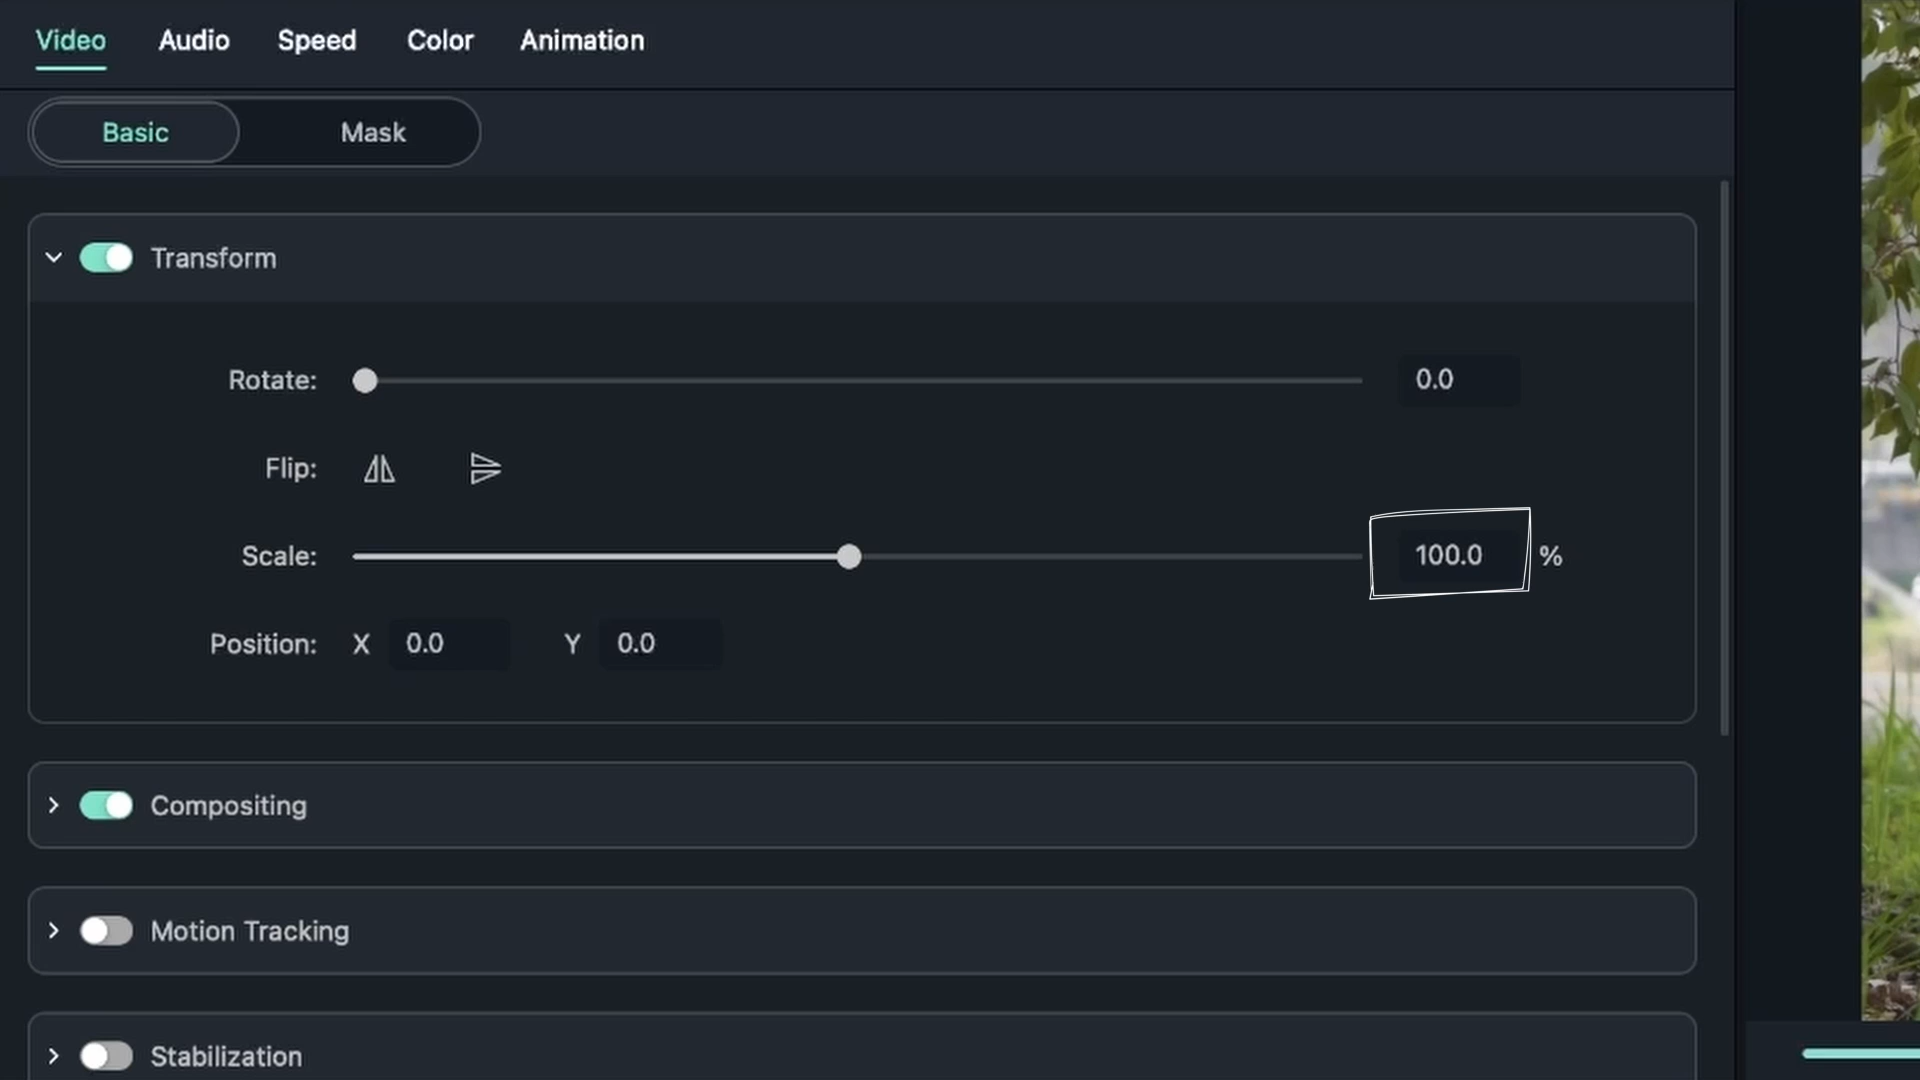 Video Audio Speed Color Animation
Basic Mask
Transform
Rotate: 0.0
Flip:
Scale: 100.0 %
Position: X 0.0 Y 0.0
Compositing
Motion Tracking
Stabilization